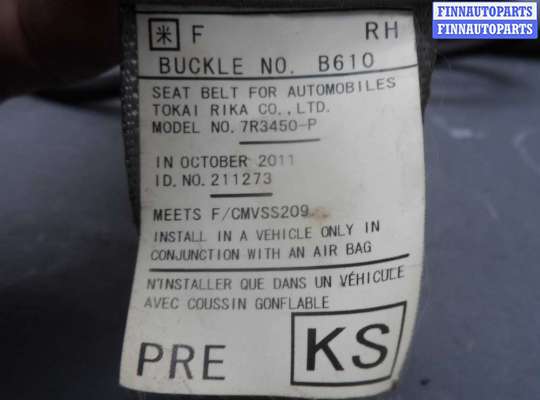 FINNAUTOPARTS
FINNAUTOPARTS
米 F RH
BUCKLE NO. B610
SEAT BELT FOR AUTOMOBILES
TOKAI RIKA CO.,LTD.
MODEL NO. 7R3450-P
IN OCTOBER 2011
ID.NO. 211273
MEETS F/CMVSS209
INSTALL IN A VEHICLE ONLY IN
CONJUNCTION WITH AN AIR BAG
N'INSTALLER QUE DANS UN VÉHICULE
AVEC COUSSIN GONFLABLE
PRE KS